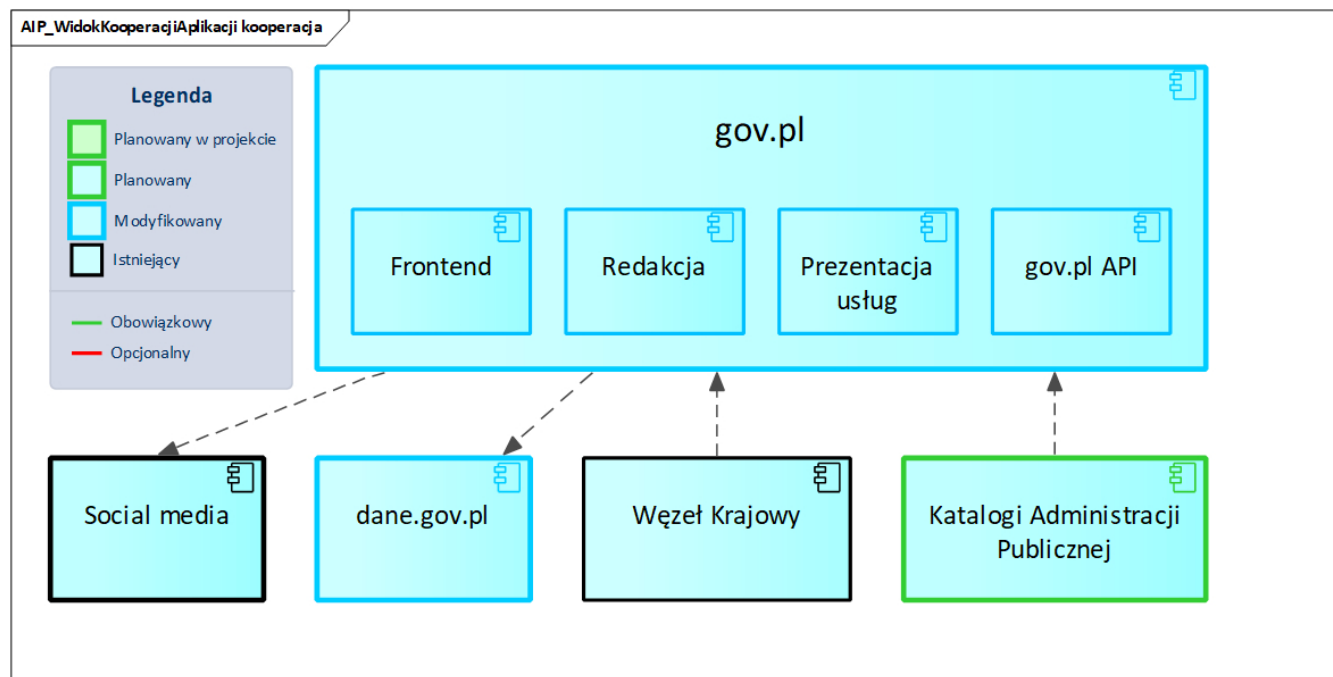 AIP_WidokKooperacjiAplikacji kooperacja
Legenda
Planowany w projekcie
Planowany
Modyfikowany
Istniejący
Obowiązkowy
Opcjonalny
gov.pl
Frontend
Redakcja
Prezentacja
usług
gov.pl API
Social media
dane.gov.pl
Węzeł Krajowy
Katalogi Administracji
Publicznej